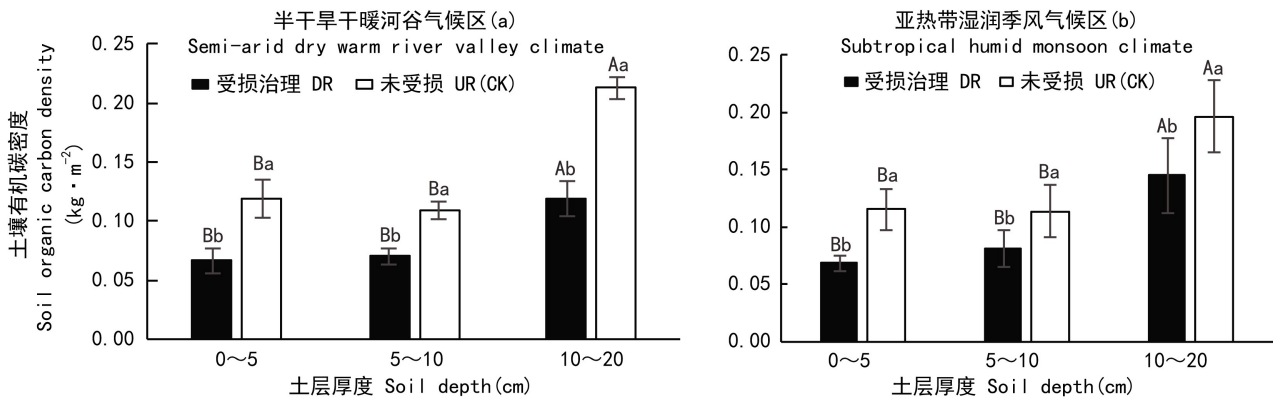 半干旱干暖河谷气候区(a)
Semi-arid dry warm river valley climate
受损治理 DR 未受损 UR(CK)
土壤有机碳密度
Soil organic carbon density
(kg·m-2)
0.25
0.20
0.15
0.10
0.05
0.00
Bb
Ba
Bb
Ba
Ab
Aa
0～5 5～10 10～20
土层厚度 Soil depth(cm)
亚热带湿润季风气候区(b)
Subtropical humid monsoon climate
受损治理 DR 未受损 UR(CK)
0.25
0.20
0.15
0.10
0.05
0.00
Bb
Ba
Bb
Ba
Ab
Aa
0～5 5～10 10～20
土层厚度 Soil depth(cm)